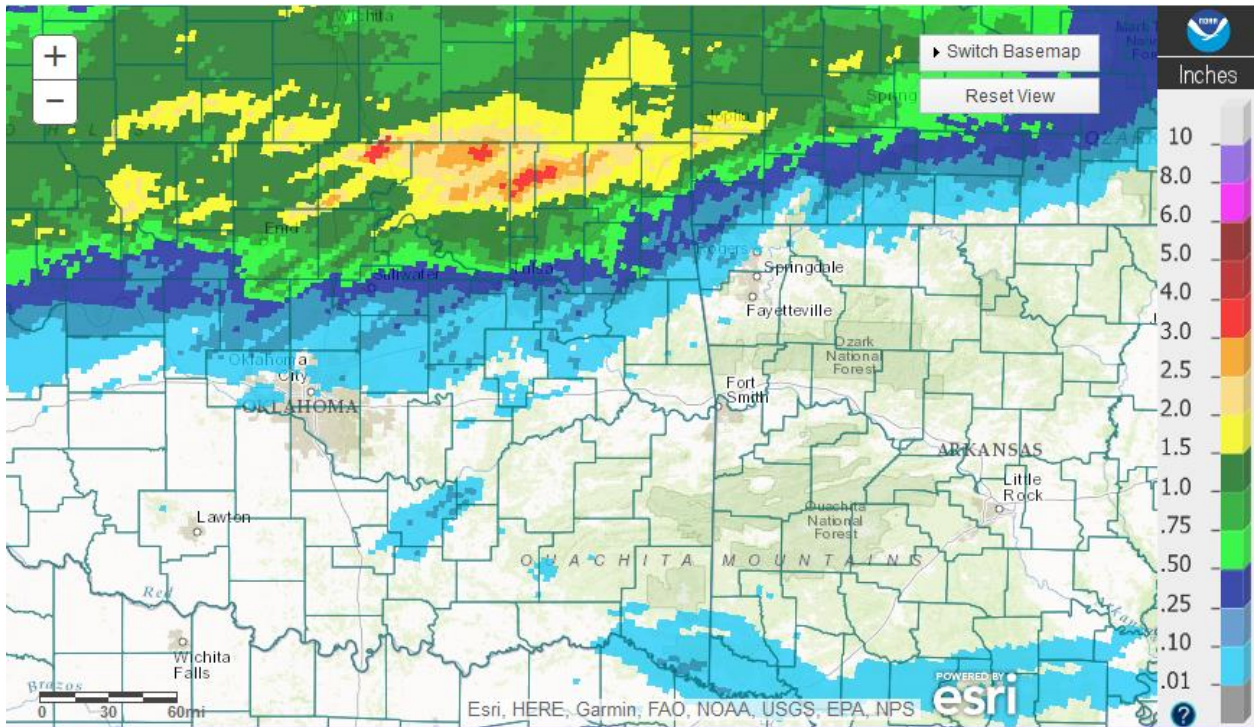 Wichita
+
−
Switch Basemap
Reset View
NOAA
Inches
10
8.0
6.0
5.0
4.0
3.0
2.5
2.0
1.5
1.0
.75
.50
.25
.10
.01
?
Mark T
Spring
Joplin
Enid
Stillwater
Tulsa
Rogers
Springdale
Fayetteville
Ozark
National
Forest
Oklahoma
City
OKLAHOMA
Fort
Smith
ARKANSAS
Little
Rock
Lawton
Ouachita
National
Forest
OUACHITA MOUNTAINS
Red
Wichita
Falls
Brazos
0 30 60mi
POWERED BY
esri
Esri, HERE, Garmin, FAO, NOAA, USGS, EPA, NPS